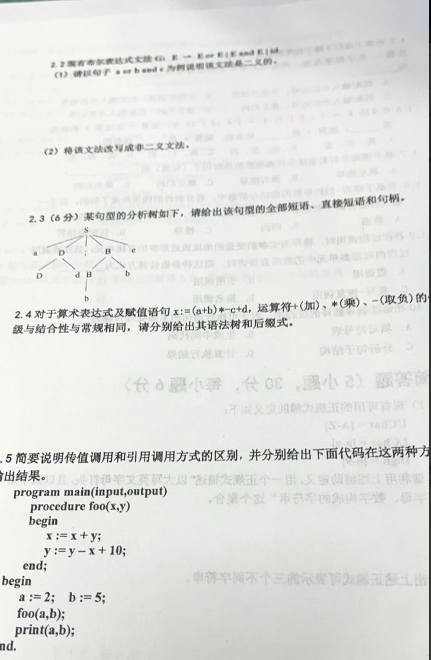 2.2 现有布尔表达式文法 G: E → E or E | E and E | id
(1) 请以句子 a or b and c 为例说明该文法是二义的。
(2) 将该文法改写成非二义文法。
2.3(6 分)某句型的分析树如下,请给出该句型的全部短语、直接短语和句柄。
S
a D ; B e
D d B b
b
2.4 对于算术表达式及赋值语句 x:=(a+b)*-c+d,运算符+(加)、*(乘)、-(取负)的
级与结合性与常规相同,请分别给出其语法树和后缀式。
.5 简要说明传值调用和引用调用方式的区别,并分别给出下面代码在这两种方
出结果。
program main(input,output)
procedure foo(x,y)
begin
x := x + y;
y := y – x + 10;
end;
begin
a := 2; b := 5;
foo(a,b);
print(a,b);
nd.